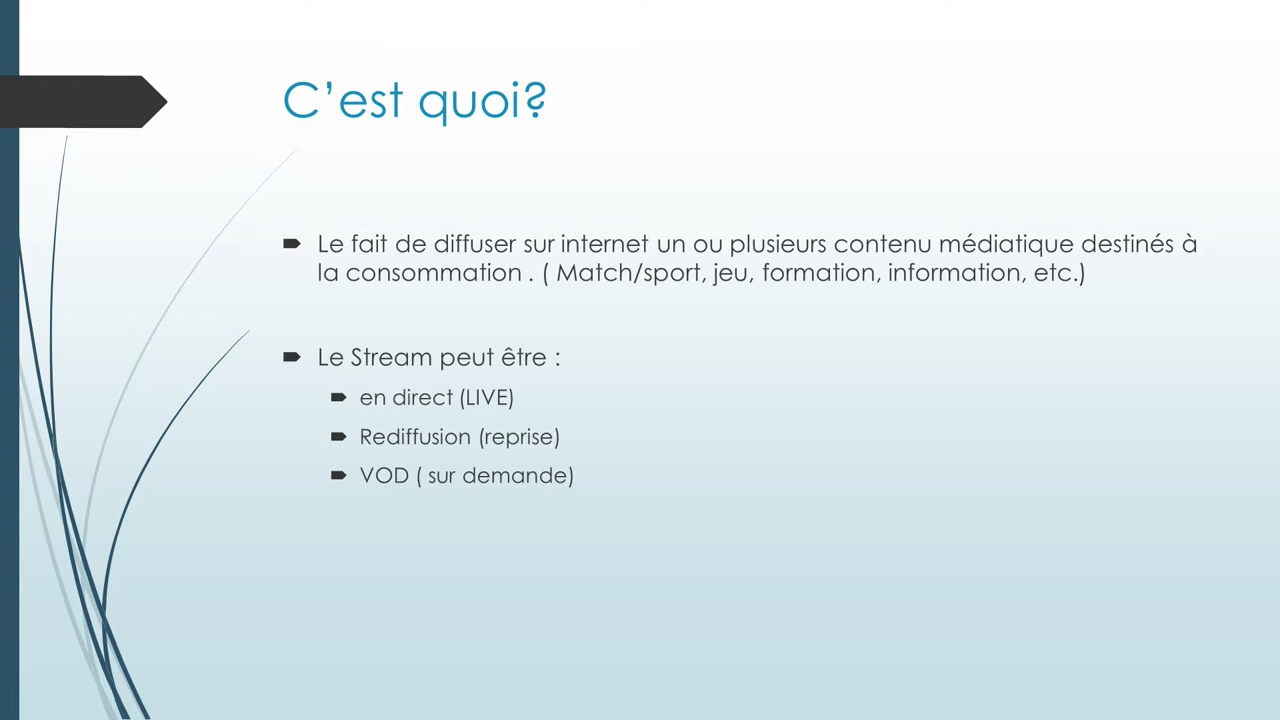 C’est quoi?
Le fait de diffuser sur internet un ou plusieurs contenu médiatique destinés à
la consommation . ( Match/sport, jeu, formation, information, etc.)
Le Stream peut être :
en direct (LIVE)
Rediffusion (reprise)
VOD ( sur demande)